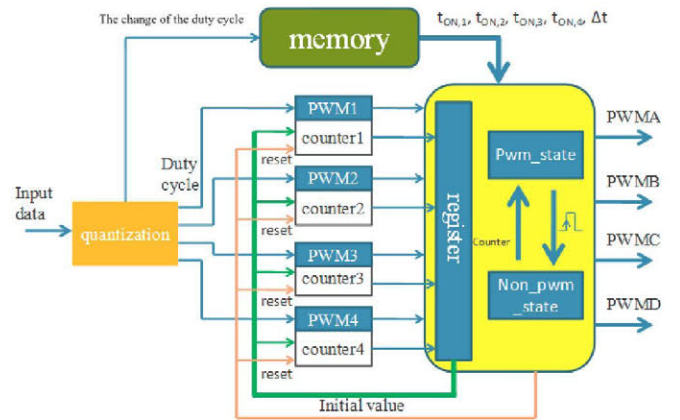 The change of the duty cycle
memory
tON,1, tON,2, tON,3, tON,4, Δt
PWM1
counter1
reset
Duty
cycle
PWM2
counter2
reset
Input
data
quantization
PWM3
counter3
reset
PWM4
counter4
reset
register
Pwm_state
Counter
Non_pwm
_state
PWMA
PWMB
PWMC
PWMD
Initial value